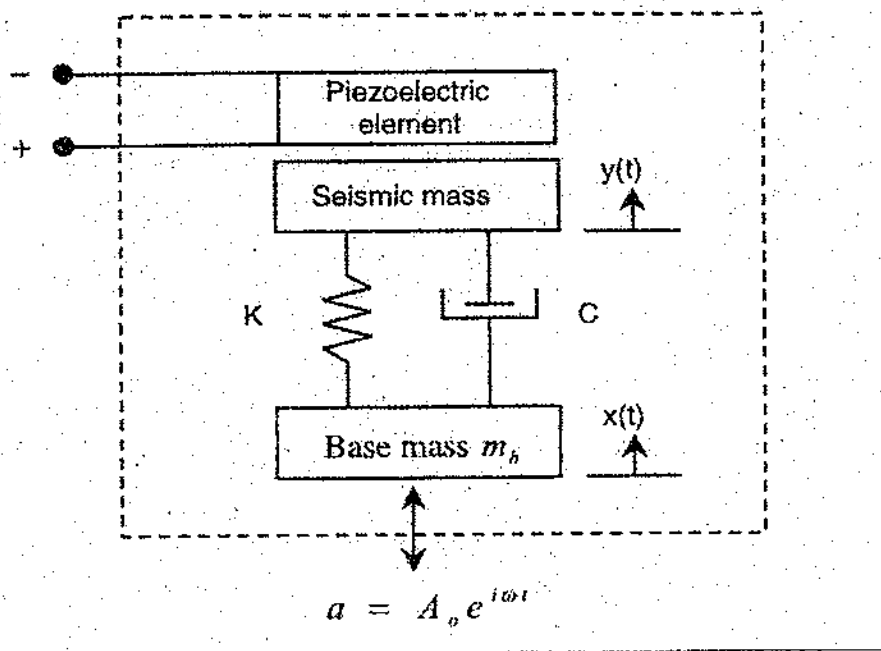 −
+
Piezoelectric
element
Seismic mass
y(t)
K
C
Base mass m_b
x(t)
a = A_o e^{iωt}